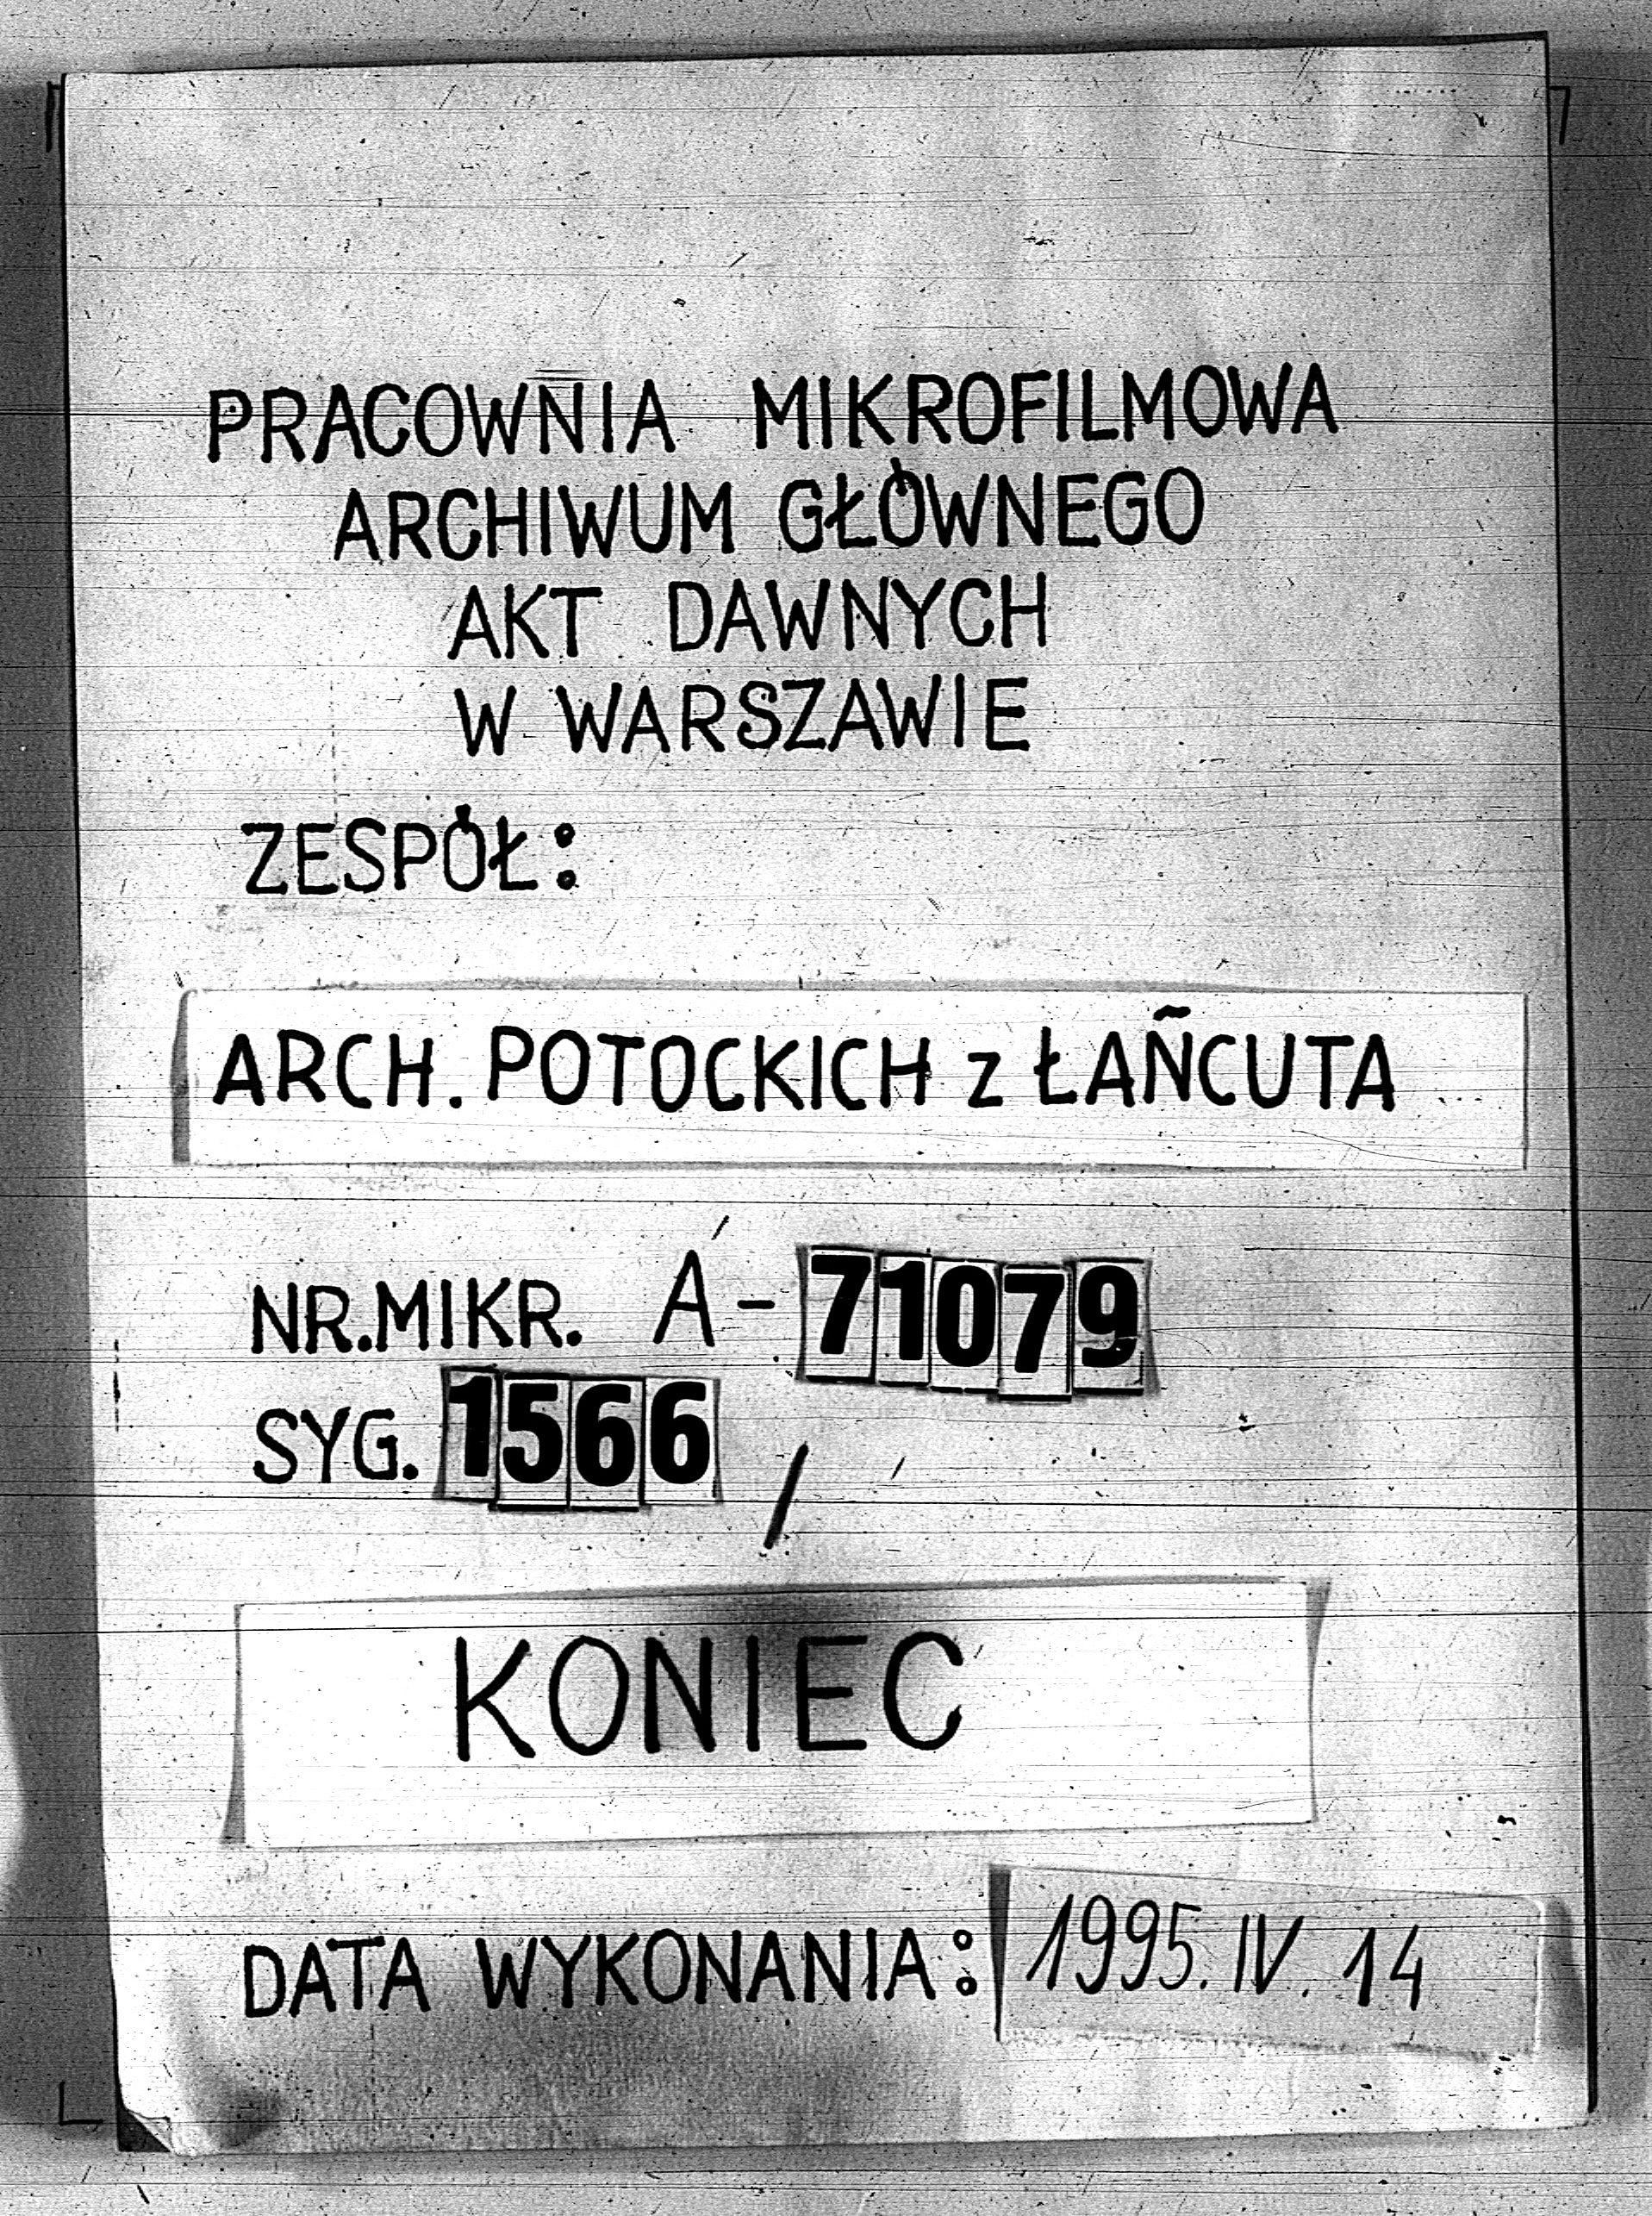 PRACOWNIA MIKROFILMOWA
ARCHIWUM GŁÓWNEGO
AKT DAWNYCH
W WARSZAWIE
ZESPÓŁ:
ARCH. POTOCKICH z ŁAŃCUTA
NR.MIKR. A-71079
SYG. 1566 /
KONIEC
DATA WYKONANIA: 1995.IV.14